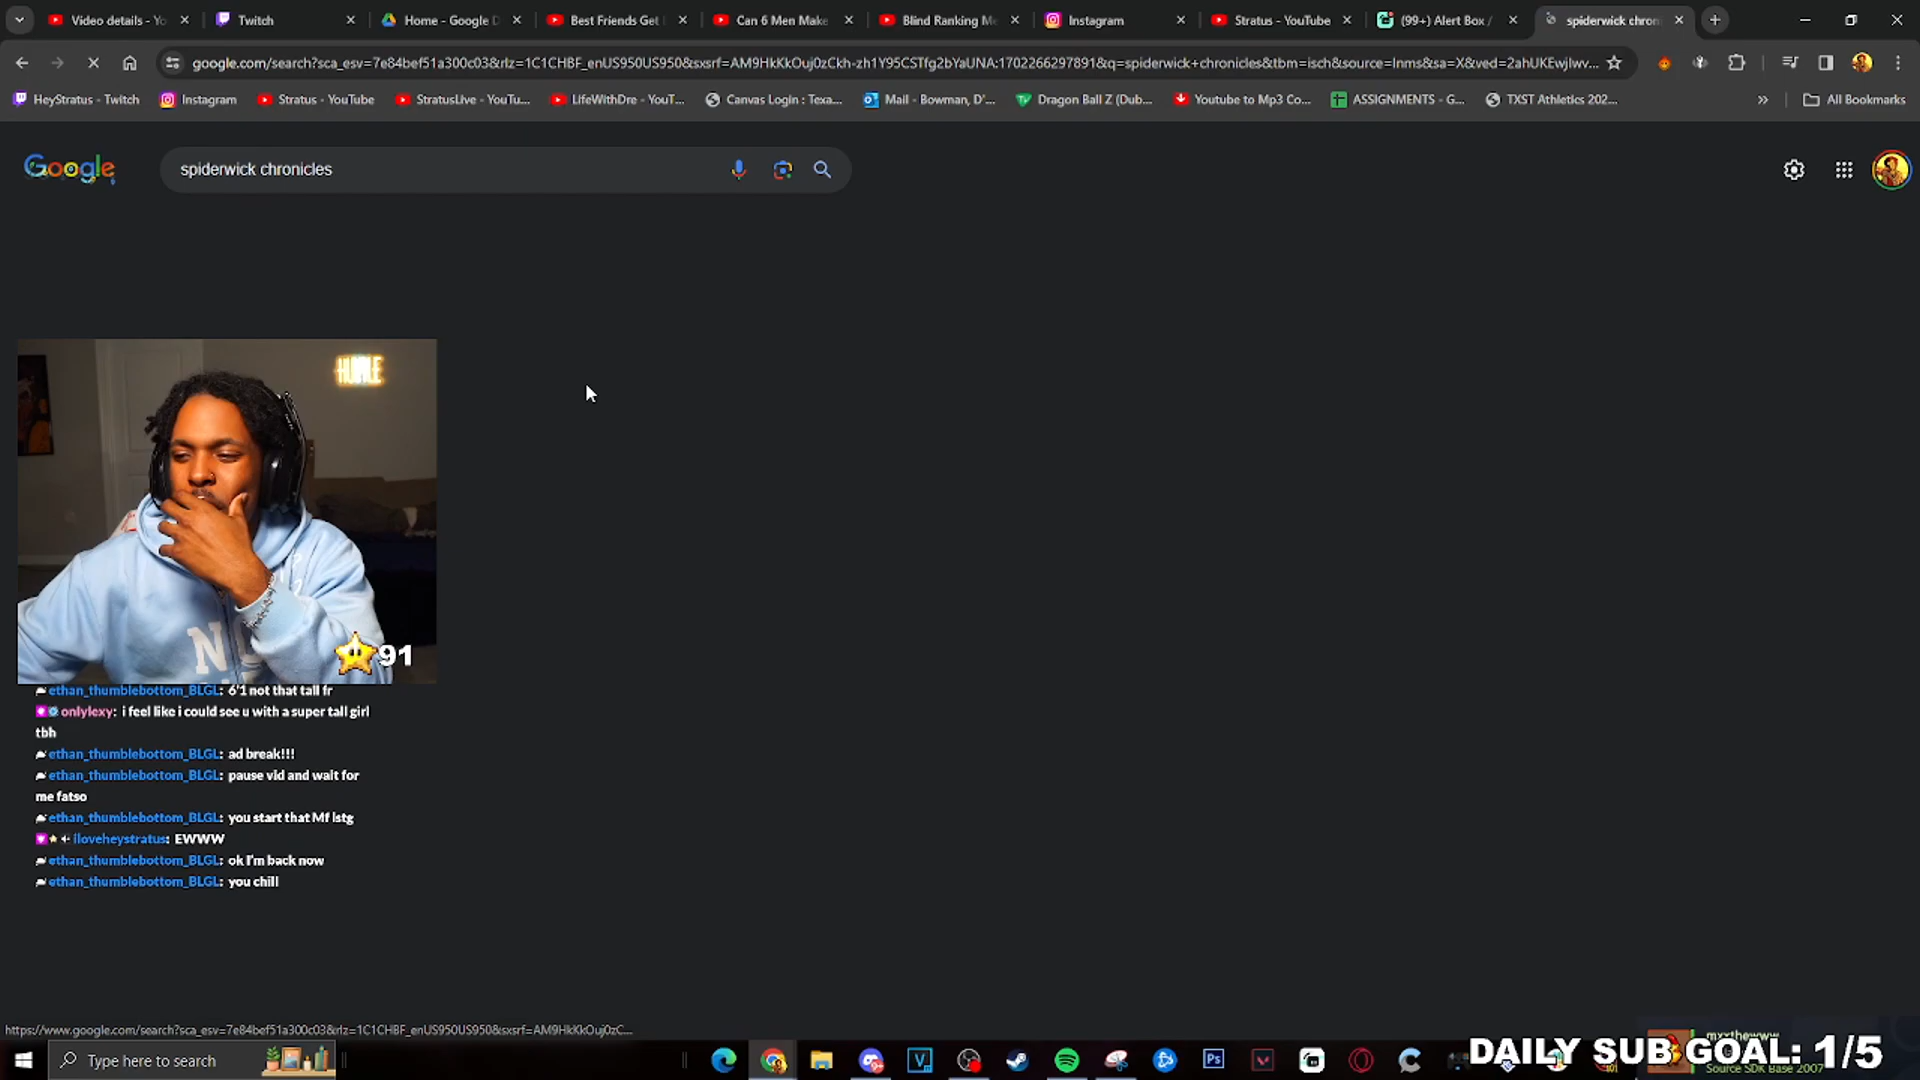 Video details - Yo
Twitch
Home - Google D
Best Friends Get
Can 6 Men Make
Blind Ranking Me
Instagram
Stratus - YouTube
(99+) Alert Box /
spiderwick chron
google.com/search?sca_esv=7e84bef51a300c03&rlz=1C1CHBF_enUS950US950&sxsrf=AM9HkKkOuj0zCkh-zh1Y95CSTfg2bYaUNA:1702266297891&q=spiderwick+chronicles&tbm=isch&source=lnms&sa=X&ved=2ahUKEwjlwv...
HeyStratus - Twitch
Instagram
Stratus - YouTube
StratusLive - YouTu...
LifeWithDre - YouT...
Canvas Login : Texa...
Mail - Bowman, D'...
Dragon Ball Z (Dub...
Youtube to Mp3 Co...
ASSIGNMENTS - G...
TXST Athletics 202...
»
All Bookmarks
Google
spiderwick chronicles
91
ethan_thumblebottom_BLGL: 6'1 not that tall fr
onlylexy: i feel like i could see u with a super tall girl
tbh
ethan_thumblebottom_BLGL: ad break!!!
ethan_thumblebottom_BLGL: pause vid and wait for
me fatso
ethan_thumblebottom_BLGL: you start that Mf Istg
iloveheystratus: EWWW
ethan_thumblebottom_BLGL: ok I'm back now
ethan_thumblebottom_BLGL: you chill
https://www.google.com/search?sca_esv=7e84bef51a300c03&rlz=1C1CHBF_enUS950US950&sxsrf=AM9HkKkOuj0zC...
Type here to search
Ps
DAILY SUB GOAL: 1/5
Source SDK Base 2007